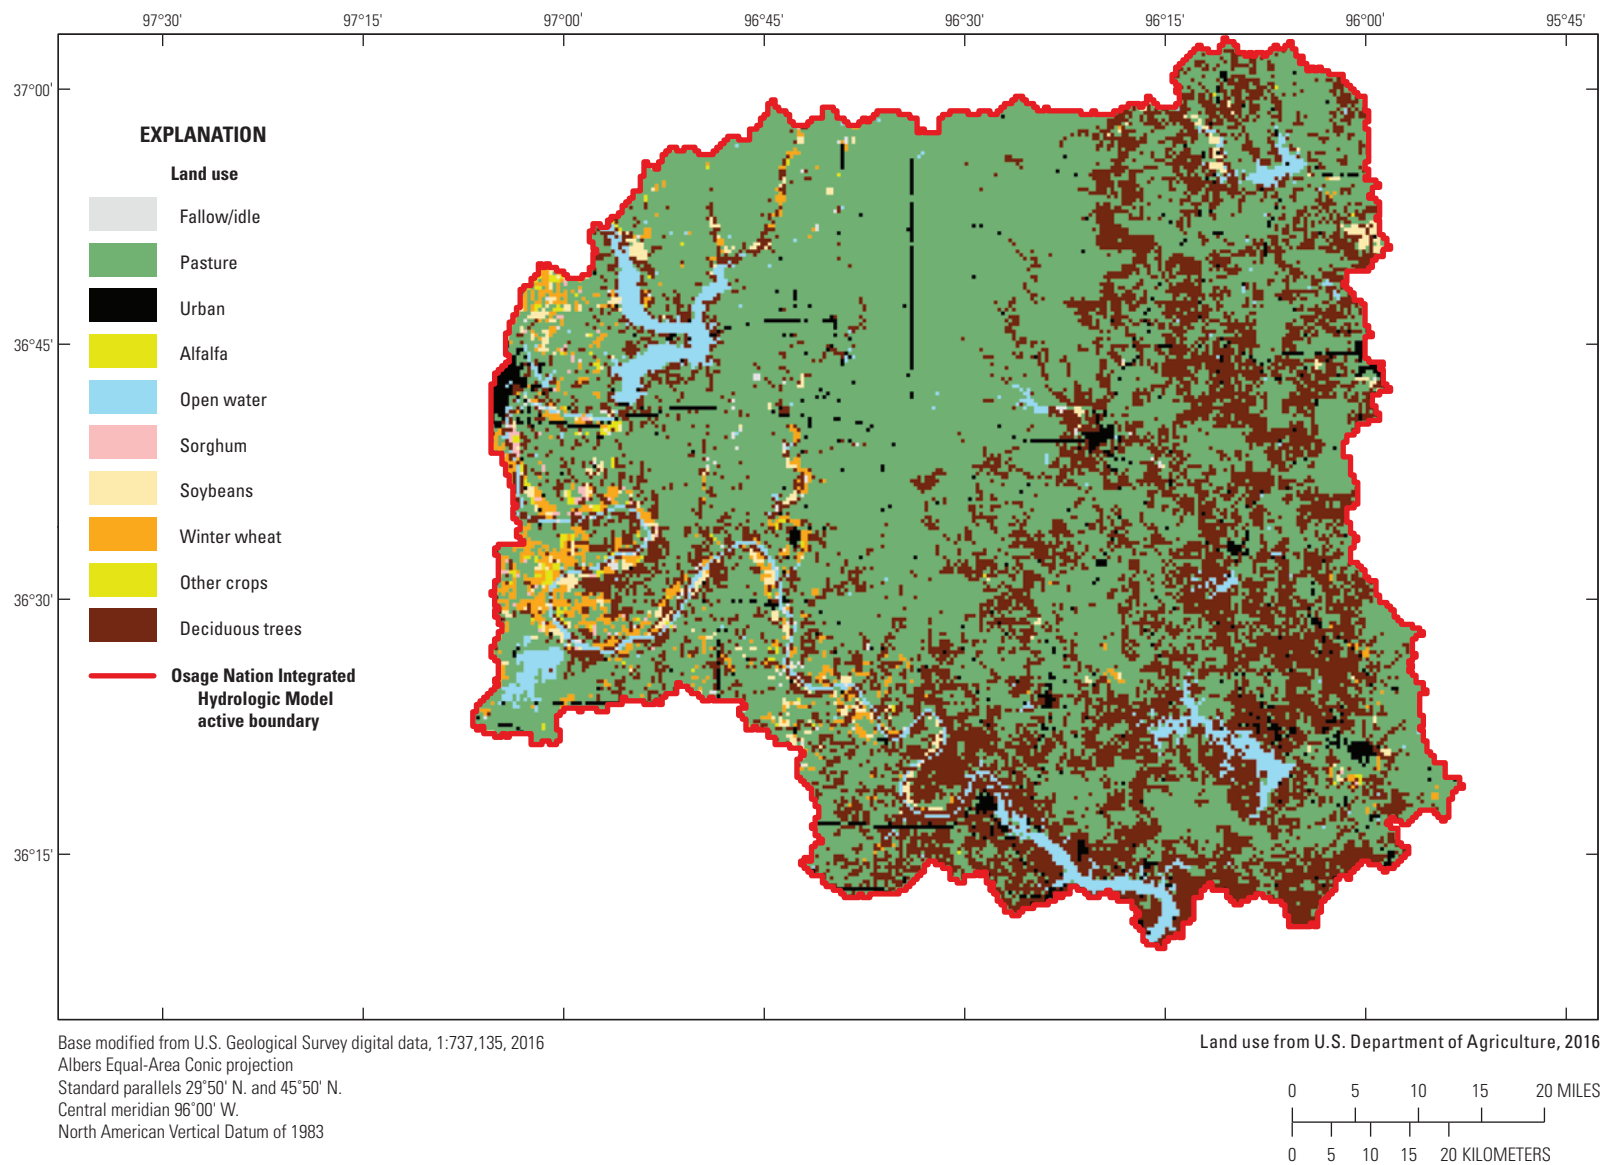 97°30' 97°15' 97°00' 96°45' 96°30' 96°15' 96°00' 95°45'
37°00'
36°45'
36°30'
36°15'
EXPLANATION
Land use
Fallow/idle
Pasture
Urban
Alfalfa
Open water
Sorghum
Soybeans
Winter wheat
Other crops
Deciduous trees
Osage Nation Integrated
Hydrologic Model
active boundary
Base modified from U.S. Geological Survey digital data, 1:737,135, 2016
Albers Equal-Area Conic projection
Standard parallels 29°50' N. and 45°50' N.
Central meridian 96°00' W.
North American Vertical Datum of 1983
Land use from U.S. Department of Agriculture, 2016
0 5 10 15 20 MILES
0 5 10 15 20 KILOMETERS